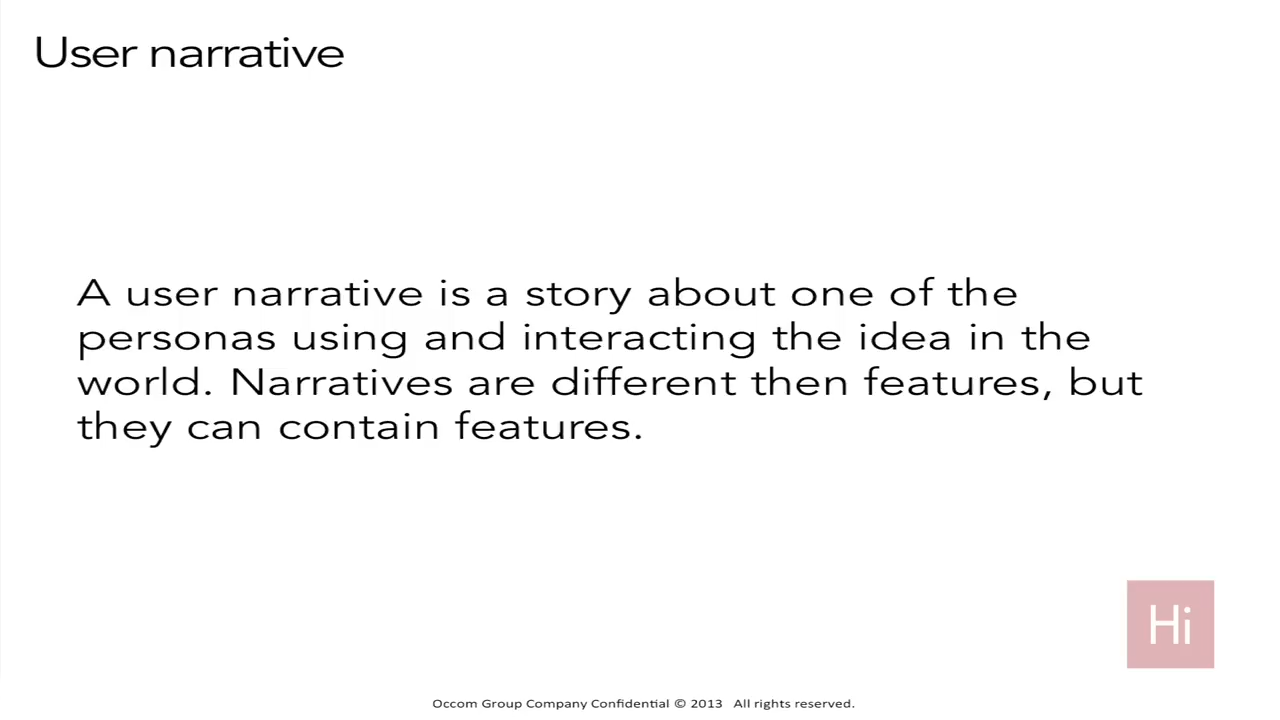 User narrative
A user narrative is a story about one of the
personas using and interacting the idea in the
world. Narratives are different then features, but
they can contain features.
Hi
Occom Group Company Confidential © 2013 All rights reserved.